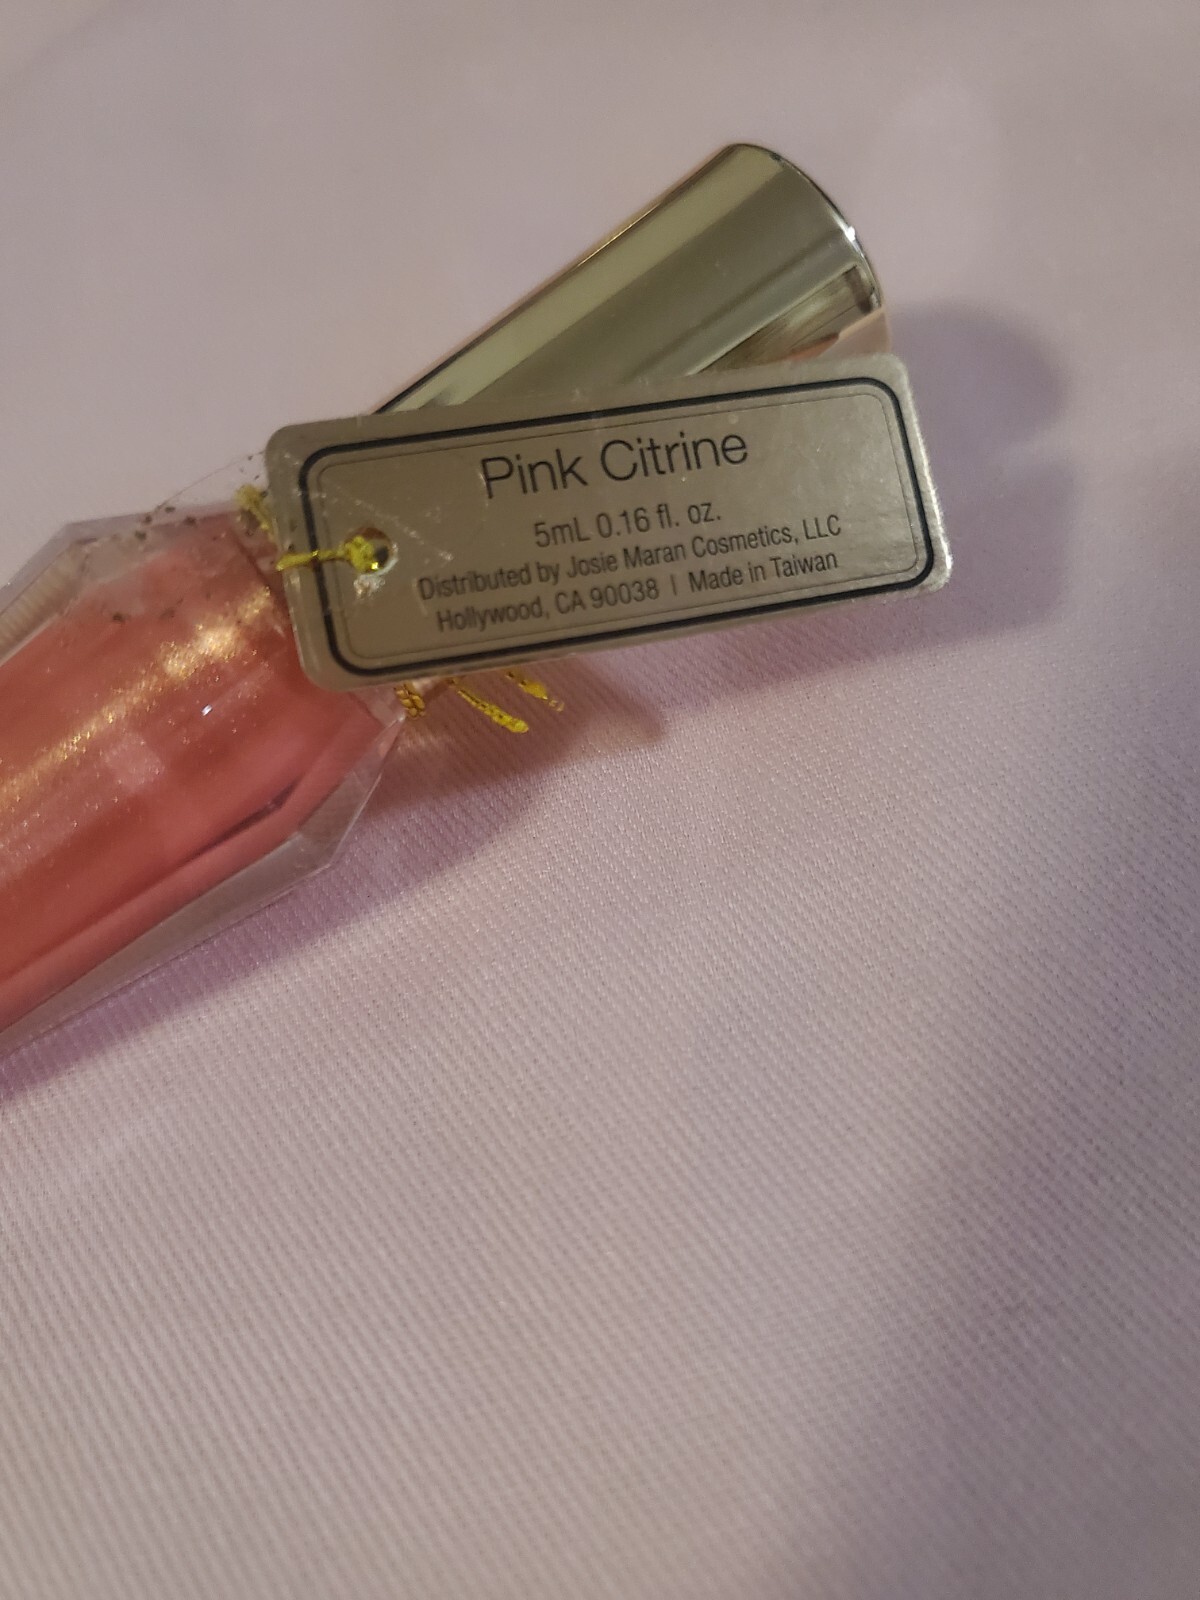 Pink Citrine
5mL 0.16 fl. oz.
Distributed by Josie Maran Cosmetics, LLC
Hollywood, CA 90038 | Made in Taiwan